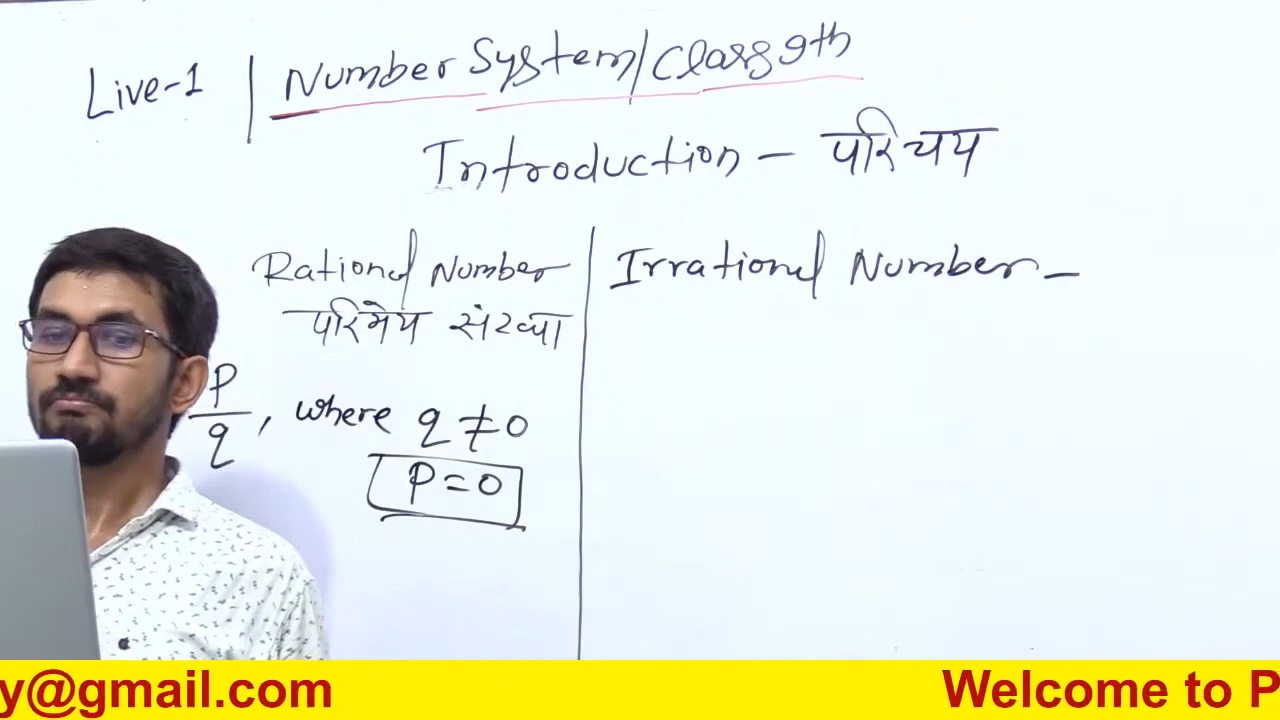 Live-1 | Number System/Class 9th
Introduction - परिचय
Rational Number
परिमेय संख्या
p/q, where q ≠ 0
P = 0
Irrational Number -
y@gmail.com
Welcome to P